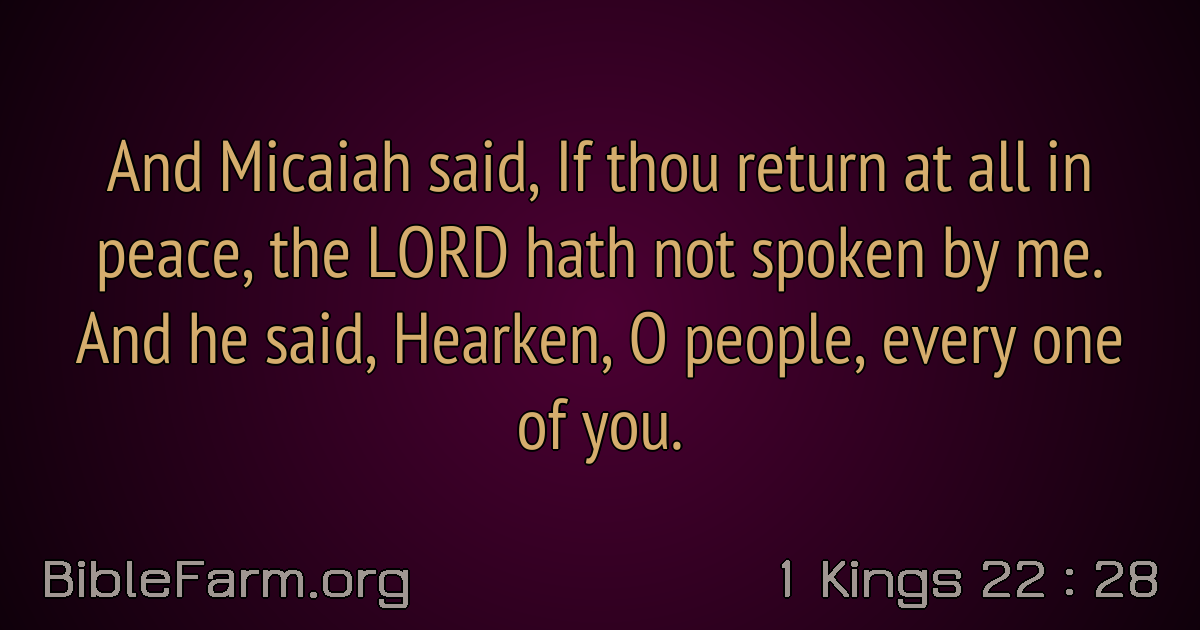 And Micaiah said, If thou return at all in
peace, the LORD hath not spoken by me.
And he said, Hearken, O people, every one
of you.
BibleFarm.org
1 Kings 22 : 28